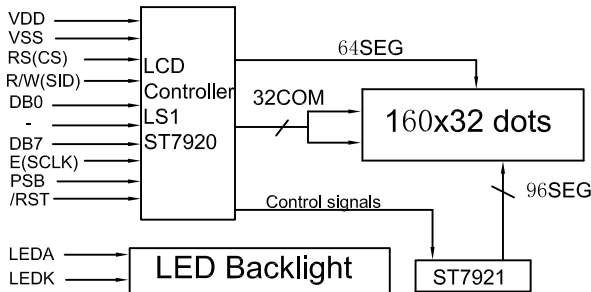 VDD
VSS
RS(CS)
R/W(SID)
DB0
-
DB7
E(SCLK)
PSB
/RST
LCD
Controller
LS1
ST7920
64SEG
32COM
160x32 dots
96SEG
Control signals
ST7921
LEDA
LEDK
LED Backlight